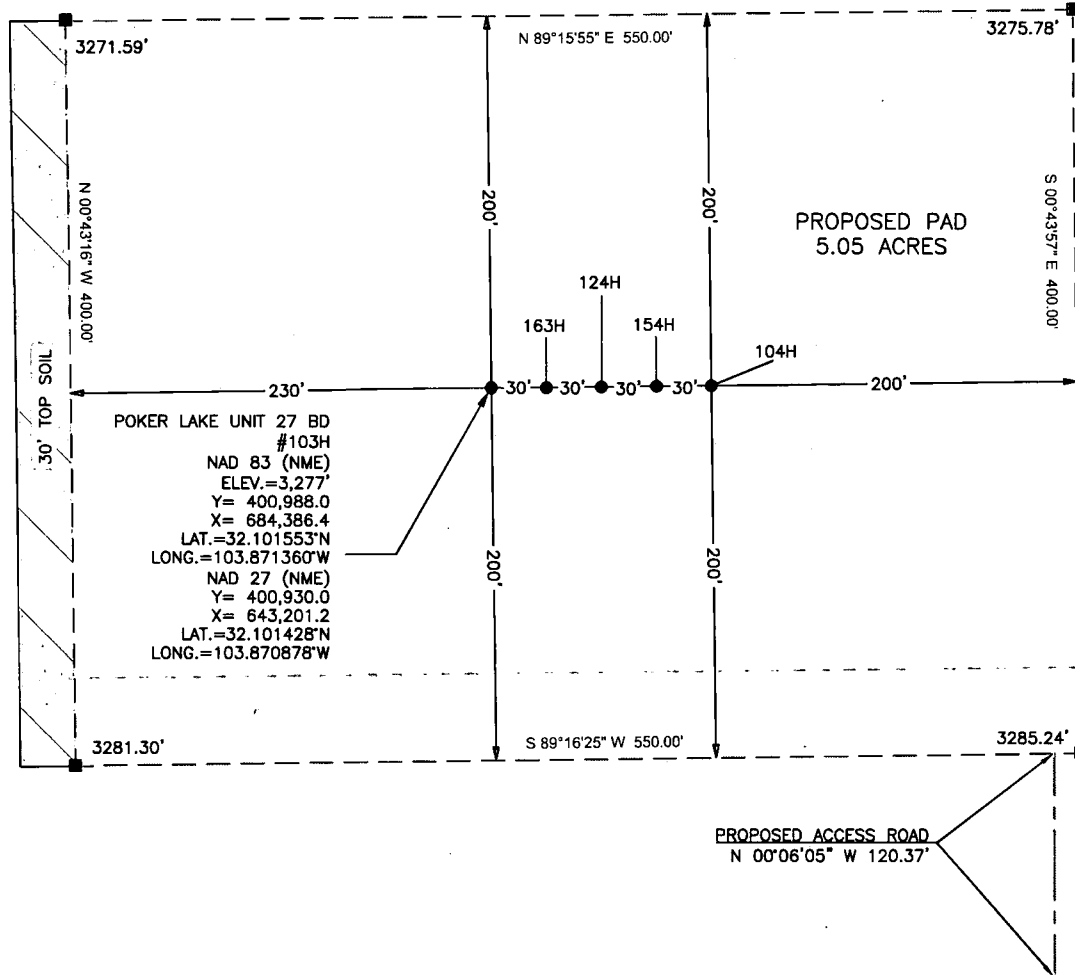 3271.59'
N 89°15'55" E 550.00'
3275.78'
N 00°43'16" W 400.00'
200'
200'
S 00°43'57" E 400.00'
PROPOSED PAD
5.05 ACRES
124H
163H
154H
104H
30' TOP SOIL
230'
30'
30'
30'
30'
200'
POKER LAKE UNIT 27 BD
#103H
NAD 83 (NME)
ELEV.=3,277'
Y= 400,988.0
X= 684,386.4
LAT.=32.101553°N
LONG.=103.871360°W
NAD 27 (NME)
Y= 400,930.0
X= 643,201.2
LAT.=32.101428°N
LONG.=103.870878°W
200'
200'
3281.30'
S 89°16'25" W 550.00'
3285.24'
PROPOSED ACCESS ROAD
N 00°06'05" W 120.37'